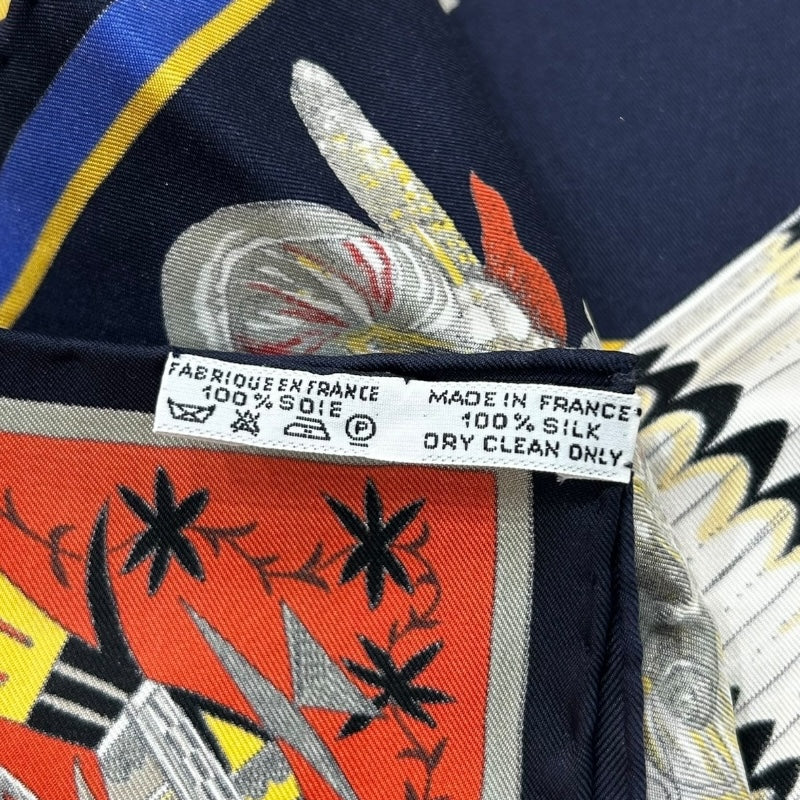 FABRIQUE EN FRANCE
100% SOIE
P
MADE IN FRANCE
100% SILK
DRY CLEAN ONLY